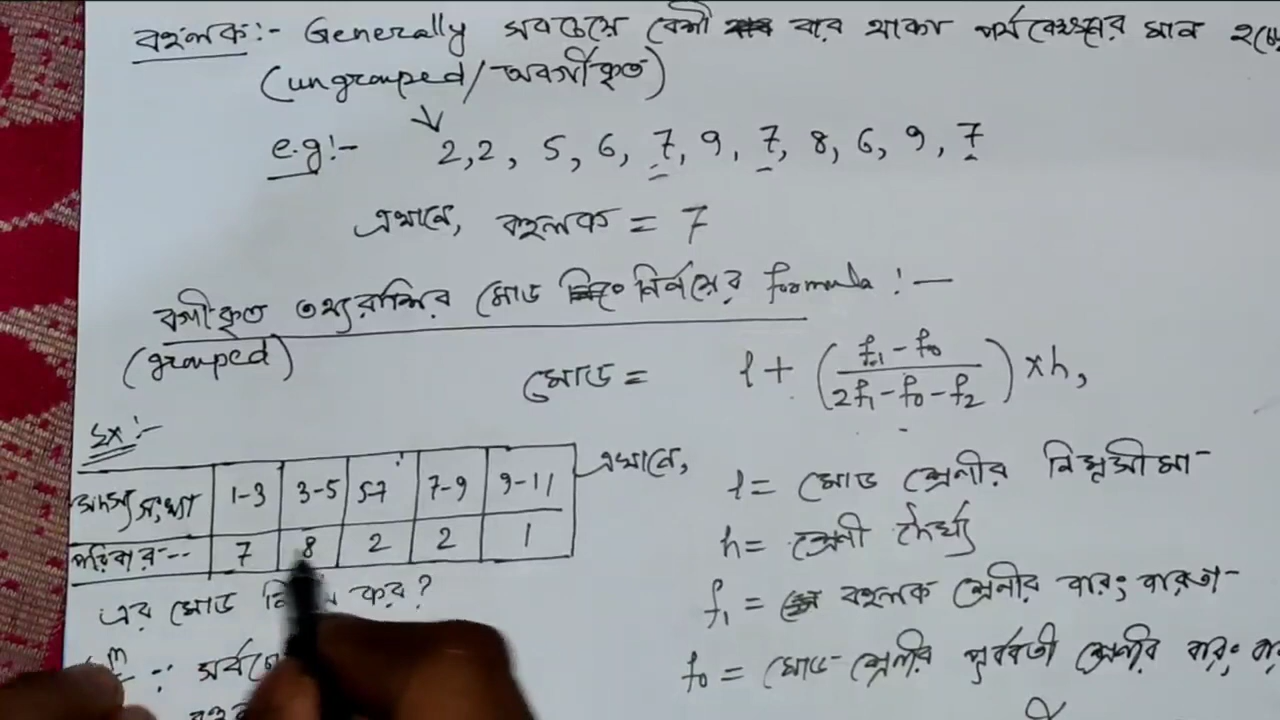 বহুলক:- Generally সবচেয়ে বেশী বার থাকা পর্যবেক্ষণের মান
(ungrouped/অবর্গীকৃত)
e.g:- 2,2, 5, 6, 7, 9, 7, 8, 6, 9, 7
এখানে, বহুলক = 7
বর্গীকৃত তথ্যরাশির মোড নির্ণয়ের formula :-
(grouped)
মোড = l + (f₁ - f₀ / 2f₁ - f₀ - f₂) × h,
Ex:-
সদস্য সংখ্যা 1-3 3-5 5-7 7-9 9-11
পরিবার--- 7 8 2 2 1
এখানে,
l = মোড শ্রেণীর নিম্নসীমা
h = শ্রেণী দৈর্ঘ্য
f₁ = বহুলক শ্রেণীর বারংবারতা
f₀ = মোড শ্রেণীর পূর্ববর্তী শ্রেণীর
এর মোড কর?